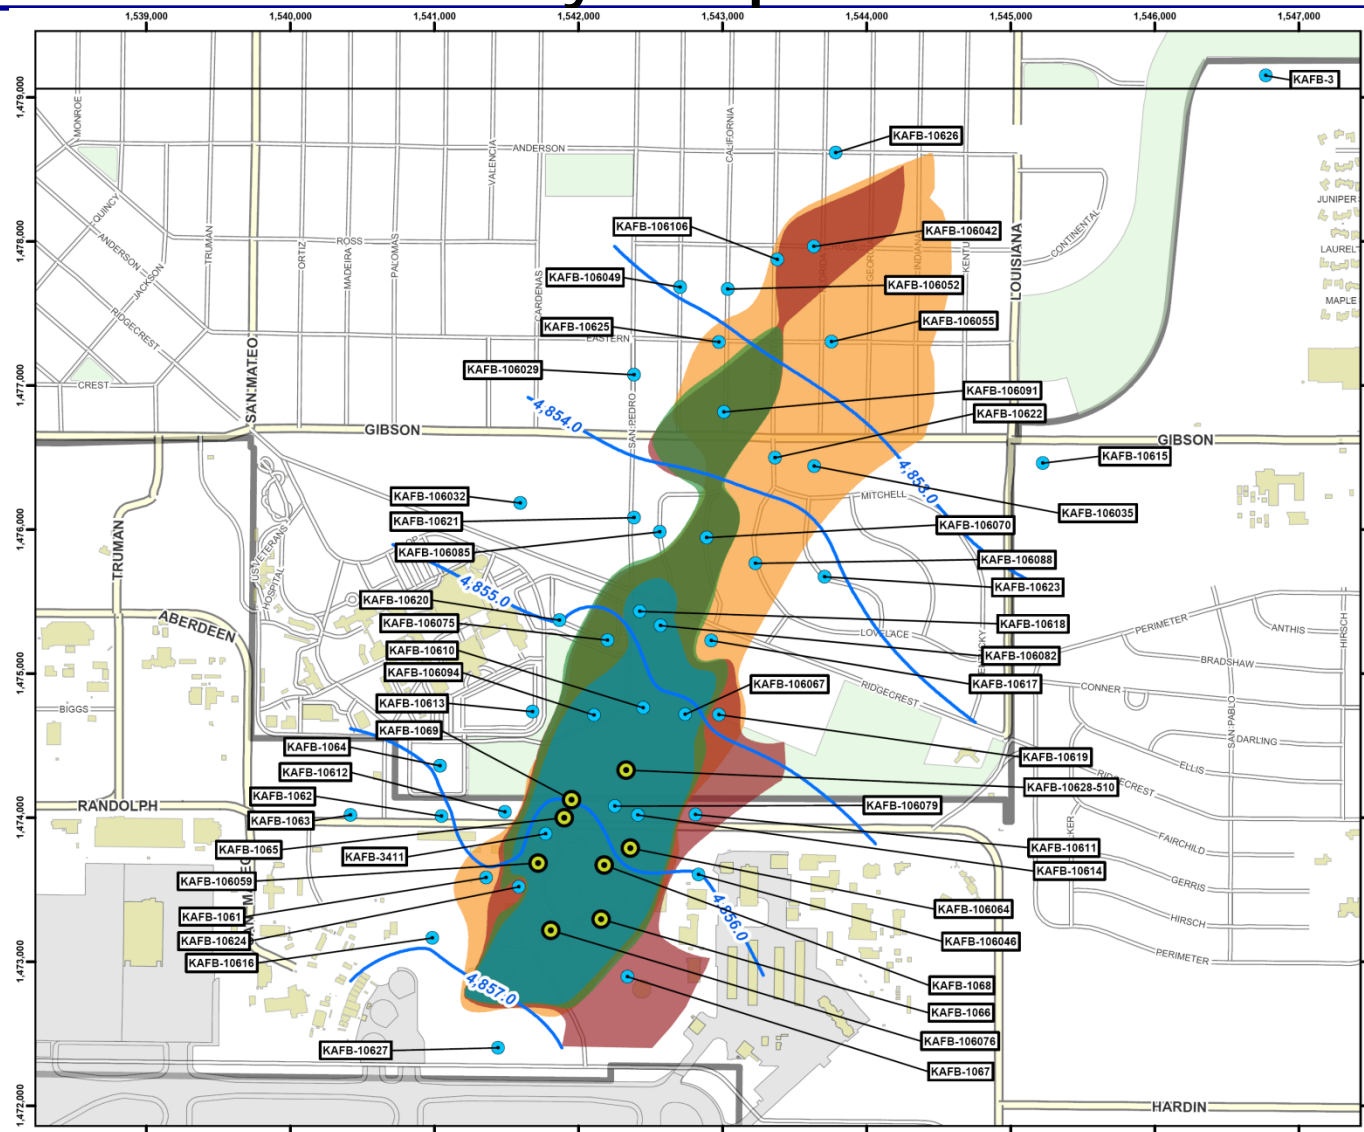 1,539,000
1,540,000
1,541,000
1,542,000
1,543,000
1,544,000
1,545,000
1,546,000
1,547,000
KAFB-3
1,479,000
MONROE
KAFB-10626
CALIFORNIA
ANDERSON
VALENCIA
QUINCY
JUNIPER
TRUMAN
KAFB-106106
KAFB-106042
CONTINENTAL
1,478,000
ROSS
ANDERSON
ORTIZ
MADEIRA
PALOMAS
LAUREL
LOUISIANA
JACKSON
KAFB-106049
KAFB-106052
CARDENAS
MAPLE
RIDGECREST
KAFB-10625
KAFB-106055
EASTERN
KAFB-106029
SAN MATEO
CREST
1,477,000
KAFB-106091
4,854.0
KAFB-10622
SAN PEDRO
GIBSON
GIBSON
KAFB-10615
4,853.0
KAFB-106032
MITCHELL
KAFB-106035
KAFB-10621
KAFB-106070
1,476,000
TRUMAN
US VETERANS
HOSPITAL
KAFB-106085
KAFB-106088
KAFB-10623
4,855.0
KAFB-10620
ABERDEEN
KAFB-106075
KAFB-10618
PERIMETER
ANTHIS
HIRSCH
LOVELACE
KAFB-10610
KAFB-106082
BRADSHAW
1,475,000
KAFB-106094
KAFB-106067
KAFB-10617
CONNER
RIDGECREST
KAFB-10613
BIGGS
SAN PABLO
KAFB-1069
DARLING
KAFB-1064
KAFB-10619
ELLIS
KAFB-10612
KAFB-10628-510
RIDGECREST
KAFB-1062
RANDOLPH
KAFB-106079
1,474,000
KAFB-1063
FAIRCHILD
KAFB-1065
KAFB-10611
KAFB-3411
KAFB-10614
KAFB-106059
GERRIS
KAFB-106064
KAFB-1061
4,856.0
HIRSCH
KAFB-10624
KAFB-106046
PERIMETER
KAFB-10616
1,473,000
4,857.0
KAFB-1068
KAFB-1066
KAFB-106076
KAFB-10627
KAFB-1067
1,472,000
HARDIN